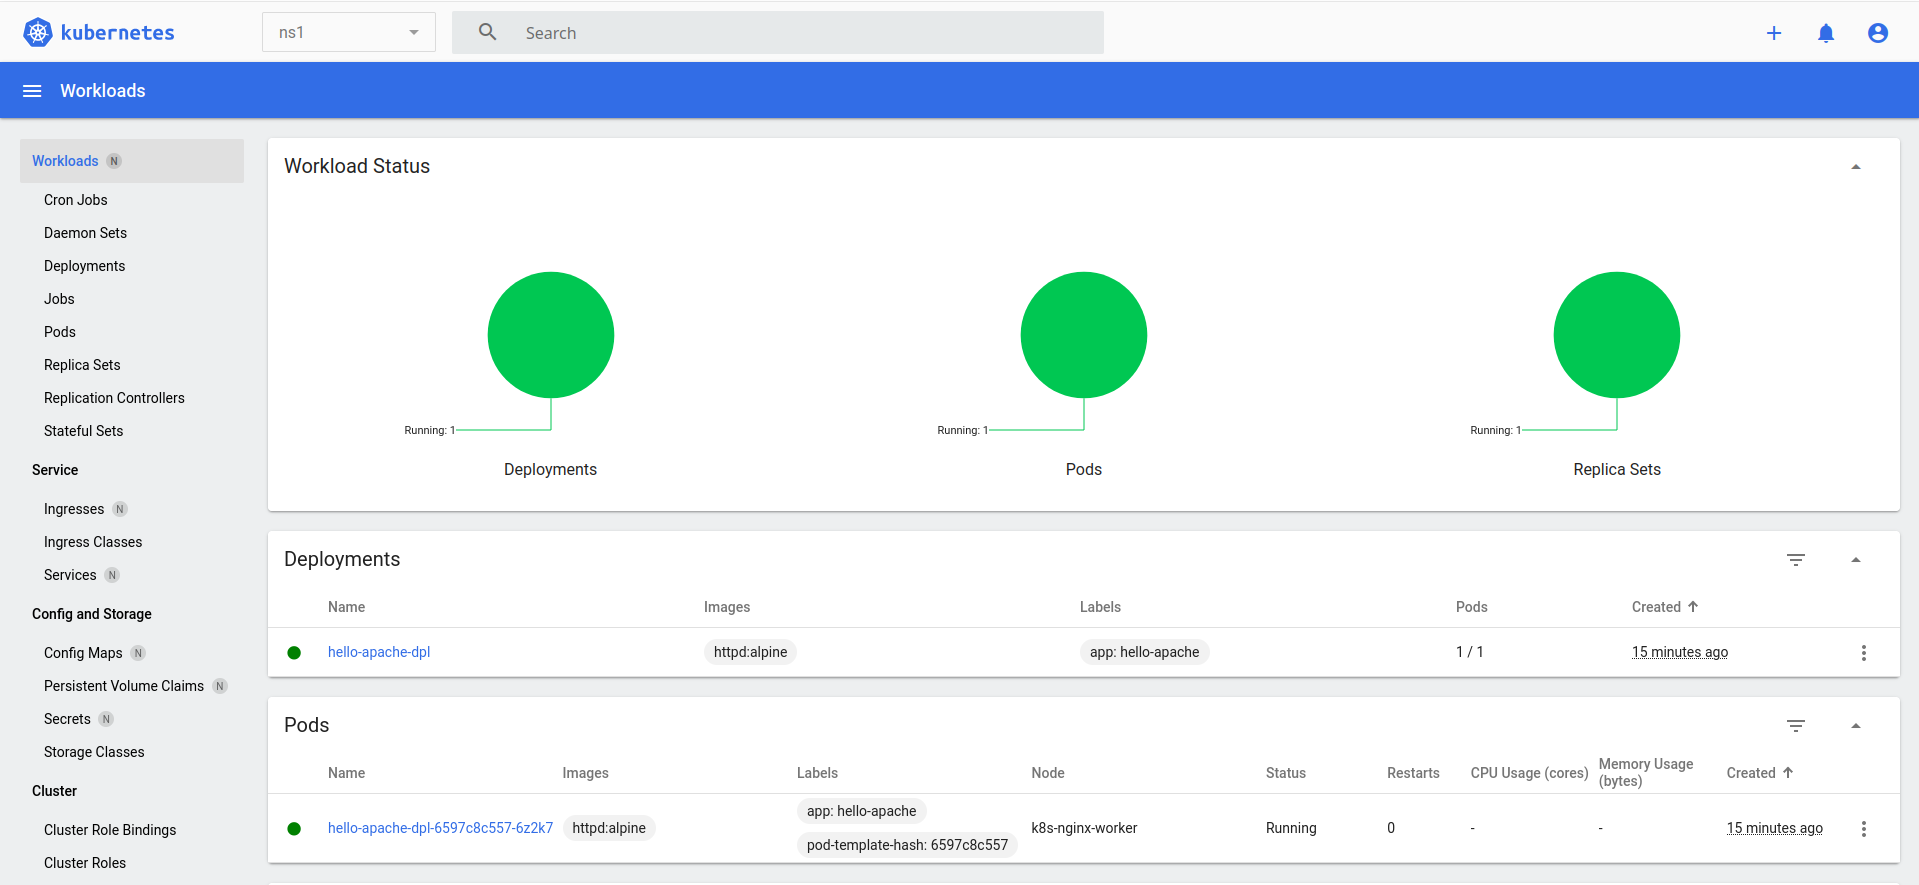 kubernetes
ns1
Search
Workloads
Workloads N
Cron Jobs
Daemon Sets
Deployments
Jobs
Pods
Replica Sets
Replication Controllers
Stateful Sets
Service
Ingresses N
Ingress Classes
Services N
Config and Storage
Config Maps N
Persistent Volume Claims N
Secrets N
Storage Classes
Cluster
Cluster Role Bindings
Cluster Roles
Workload Status
Running: 1
Deployments
Running: 1
Pods
Running: 1
Replica Sets
Deployments
Name Images Labels Pods Created
hello-apache-dpl httpd:alpine app: hello-apache 1 / 1 15 minutes ago
Pods
Name Images Labels Node Status Restarts CPU Usage (cores) Memory Usage (bytes) Created
hello-apache-dpl-6597c8c557-6z2k7 httpd:alpine app: hello-apache k8s-nginx-worker Running 0 - - 15 minutes ago
pod-template-hash: 6597c8c557